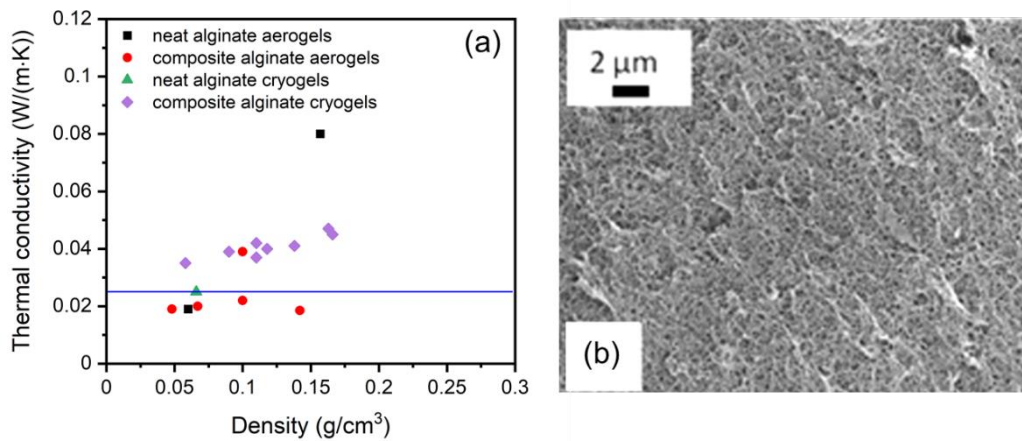 (a)
neat alginate aerogels
composite alginate aerogels
neat alginate cryogels
composite alginate cryogels
Thermal conductivity (W/(m·K))
0.12
0.1
0.08
0.06
0.04
0.02
0
0
0.05
0.1
0.15
0.2
0.25
0.3
Density (g/cm³)
2 µm
(b)